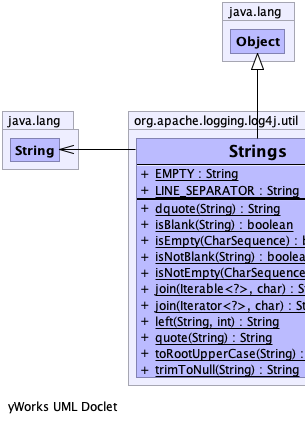 java.lang
Object
java.lang
String
org.apache.logging.log4j.util
Strings
+ EMPTY : String
+ LINE_SEPARATOR : String
+ dquote(String) : String
+ isBlank(String) : boolean
+ isEmpty(CharSequence) : b
+ isNotBlank(String) : boolea
+ isNotEmpty(CharSequence
+ join(Iterable<?>, char) : St
+ join(Iterator<?>, char) : St
+ left(String, int) : String
+ quote(String) : String
+ toRootUpperCase(String) :
+ trimToNull(String) : String
yWorks UML Doclet